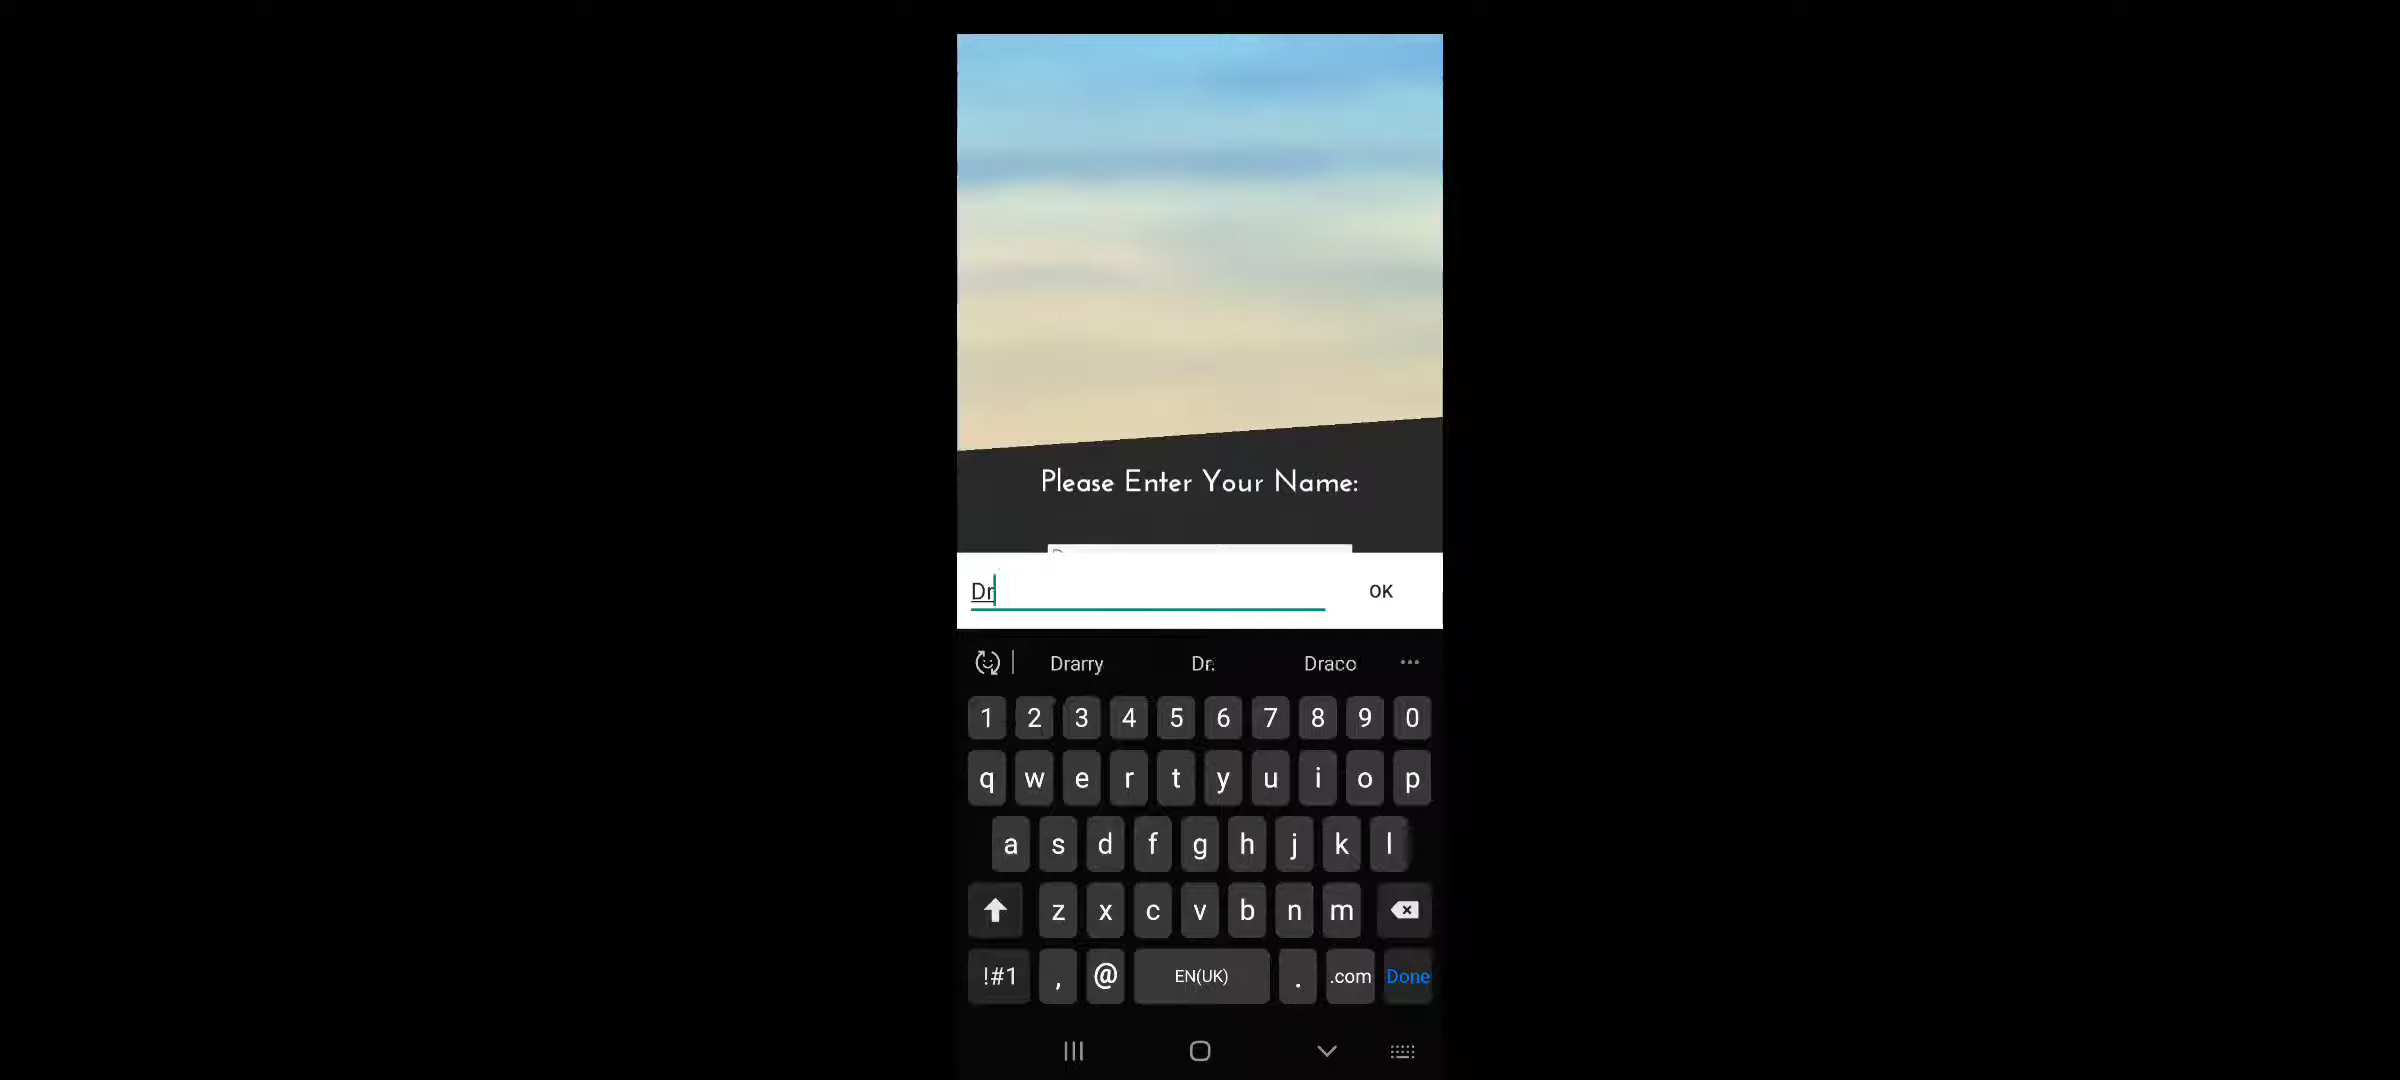 Please Enter Your Name:
Dr
OK
Drarry Dr. Draco
1 2 3 4 5 6 7 8 9 0
q w e r t y u i o p
a s d f g h j k l
z x c v b n m
!#1 , @ EN(UK) . .com Done